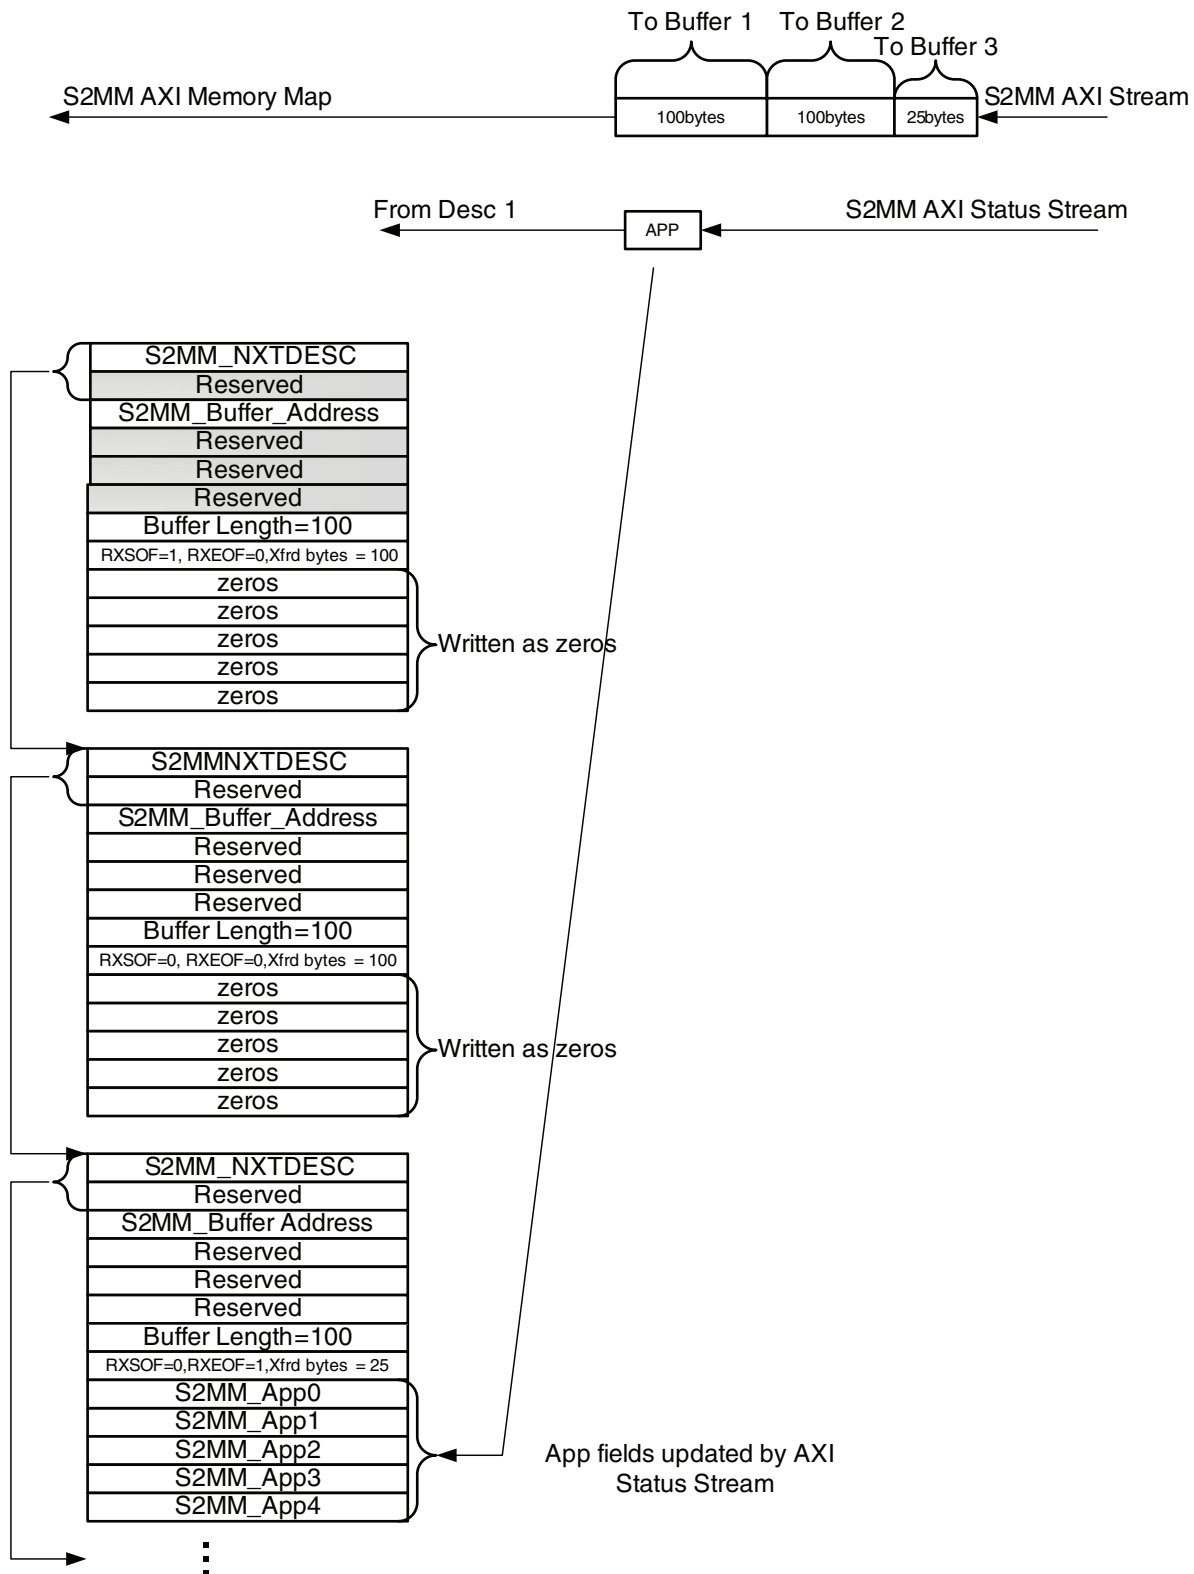 To Buffer 1
To Buffer 2
To Buffer 3
S2MM AXI Memory Map
S2MM AXI Stream
100bytes
100bytes
25bytes
From Desc 1
S2MM AXI Status Stream
APP
S2MM_NXTDESC
Reserved
S2MM_Buffer_Address
Reserved
Reserved
Reserved
Buffer Length=100
RXSOF=1, RXEOF=0,Xfrd bytes = 100
zeros
zeros
zeros
zeros
zeros
Written as zeros
S2MMNXTDESC
Reserved
S2MM_Buffer_Address
Reserved
Reserved
Reserved
Buffer Length=100
RXSOF=0, RXEOF=0,Xfrd bytes = 100
zeros
zeros
zeros
zeros
zeros
Written as zeros
S2MM_NXTDESC
Reserved
S2MM_Buffer Address
Reserved
Reserved
Reserved
Buffer Length=100
RXSOF=0,RXEOF=1,Xfrd bytes = 25
S2MM_App0
S2MM_App1
S2MM_App2
S2MM_App3
S2MM_App4
App fields updated by AXI
Status Stream